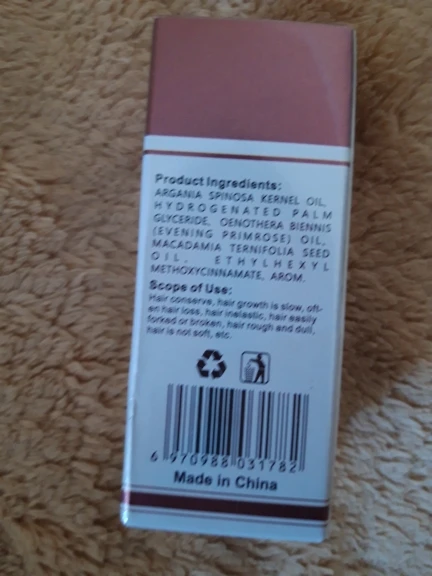 Product Ingredients:
ARGANIA SPINOSA KERNEL OIL,
HYDROGENATED PALM
GLYCERIDE, OENOTHERA BIENNIS
(EVENING PRIMROSE) OIL,
MACADAMIA TERNIFOLIA SEED
OIL, ETHYLHEXYL
METHOXYCINNAMATE, AROM.
Scope of Use:
Hair conserve, hair growth is slow, oft-
en hair loss, hair inelastic, hair easily
forked or broken, hair rough and dull,
hair is not soft, etc.
6 970988 031782
Made in China